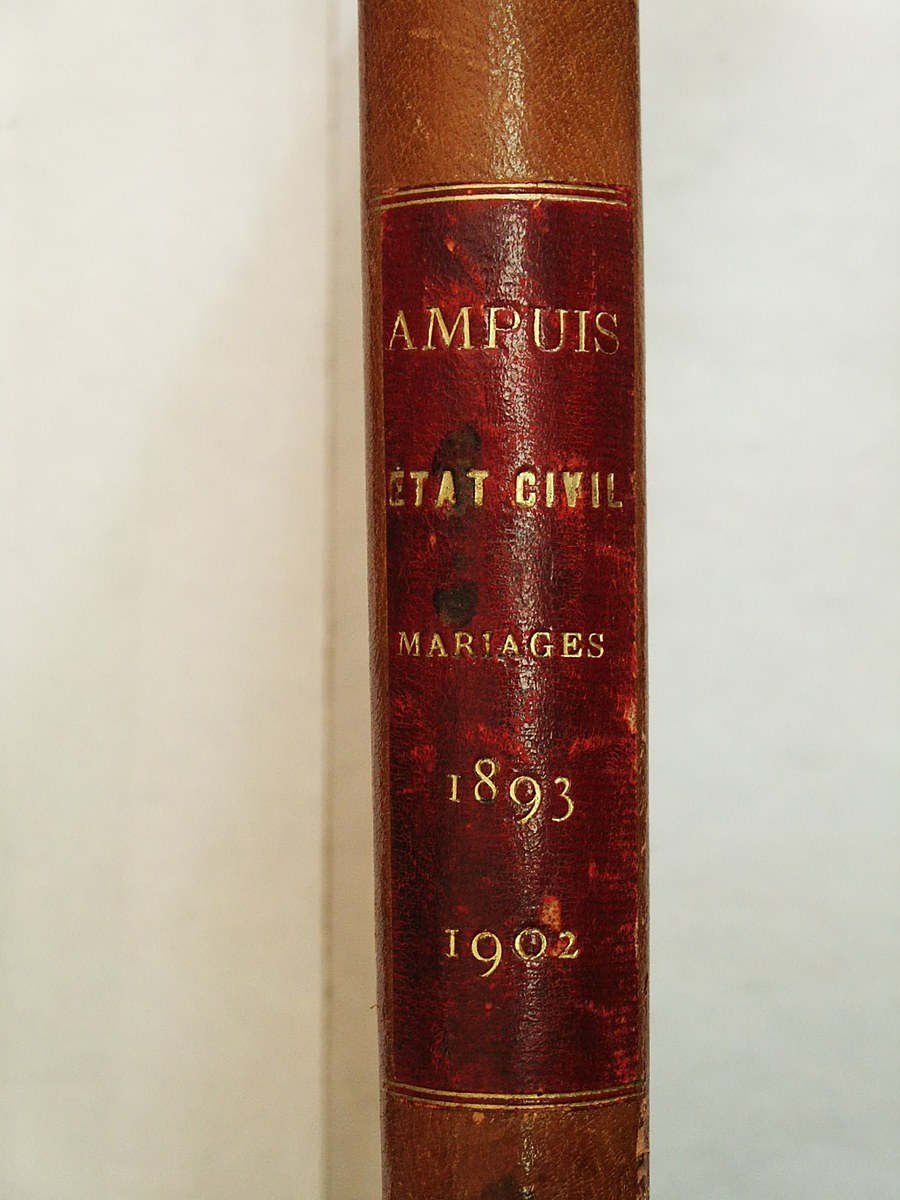 AMPUIS
ÉTAT CIVIL
MARIAGES
1893
1902